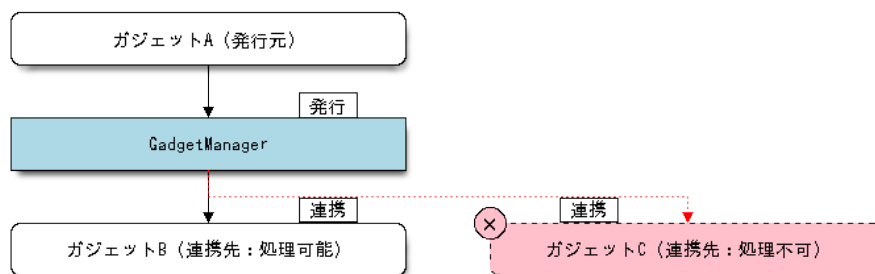 ガジェットA（発行元）
発行
GadgetManager
連携
連携
×
ガジェットB（連携先：処理可能）
ガジェットC（連携先：処理不可）